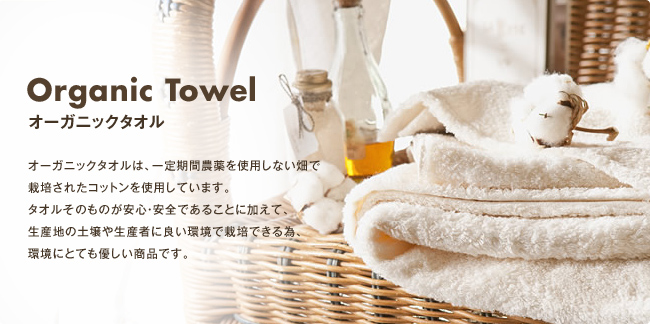 Organic Towel
オーガニックタオル
オーガニックタオルは、一定期間農薬を使用しない畑で
栽培されたコットンを使用しています。
タオルそのものが安心・安全であることに加えて、
生産地の土壌や生産者に良い環境で栽培できる為、
環境にとても優しい商品です。